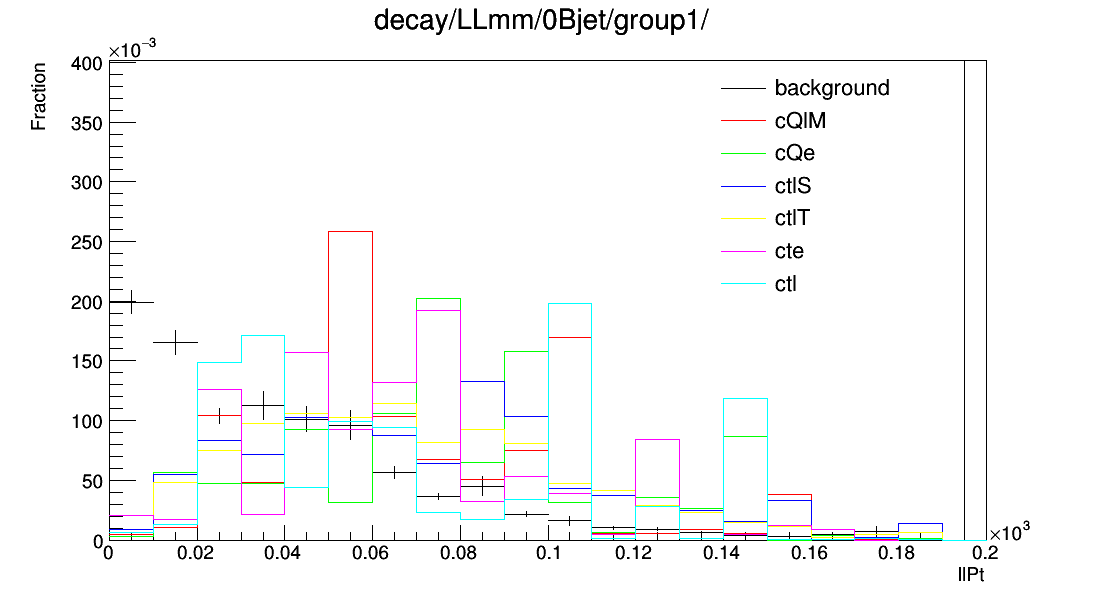 decay/LLmm/0Bjet/group1/
×10⁻³
Fraction
400
350
300
250
200
150
100
50
0
background
cQlM
cQe
ctlS
ctlT
cte
ctl
0 0.02 0.04 0.06 0.08 0.1 0.12 0.14 0.16 0.18 0.2
×10³
llPt